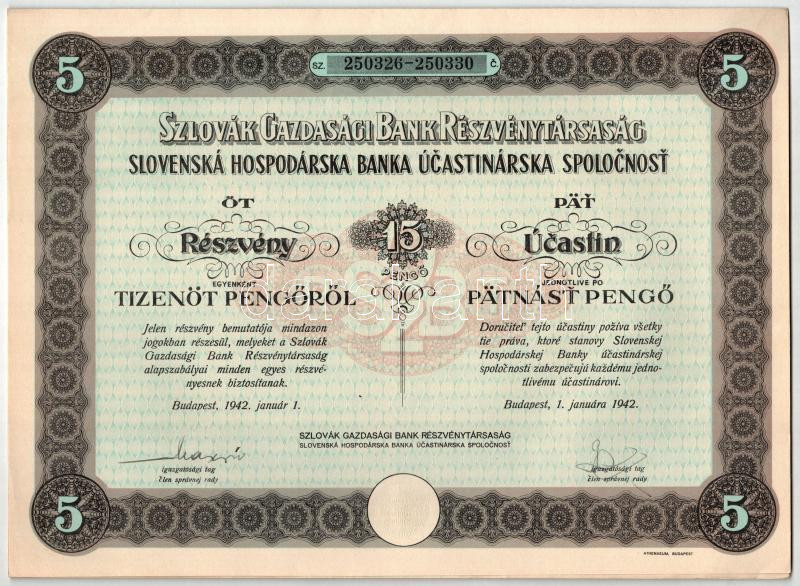 5
SZ. 250326-250330 Č.
5
SZLOVÁK GAZDASÁGI BANK RÉSZVÉNYTÁRSASÁG
SLOVENSKÁ HOSPODÁRSKA BANKA ÚČASTINÁRSKA SPOLOČNOSŤ
ÖT
Részvény
EGYENKÉNT
TIZENÖT PENGŐRŐL
Jelen részvény bemutatója mindazon
jogokban részesül, melyeket a Szlovák
Gazdasági Bank Részvénytársaság
alapszabályai minden egyes részvé-
nyesnek biztosítanak.
Budapest, 1942. január 1.
15
PENGŐ
PÄŤ
Účastin
JEDNOTLIVE PO
PÄTNÁSŤ PENGŐ
Doručiteľ tejto účastiny požíva všetky
tie práva, ktoré stanovy Slovenskej
Hospodárskej Banky účastinárskej
spoločnosti zabezpečujú každému jedno-
tlivému účastinárovi.
Budapest, 1. januára 1942.
darabanth
SZLOVÁK GAZDASÁGI BANK RÉSZVÉNYTÁRSASÁG
SLOVENSKÁ HOSPODÁRSKA BANKA ÚČASTINÁRSKA SPOLOČNOSŤ
igazgatósági tag
člen správnej rady
igazgatósági tag
člen správnej rady
5
5
ATHENAEUM, BUDAPEST